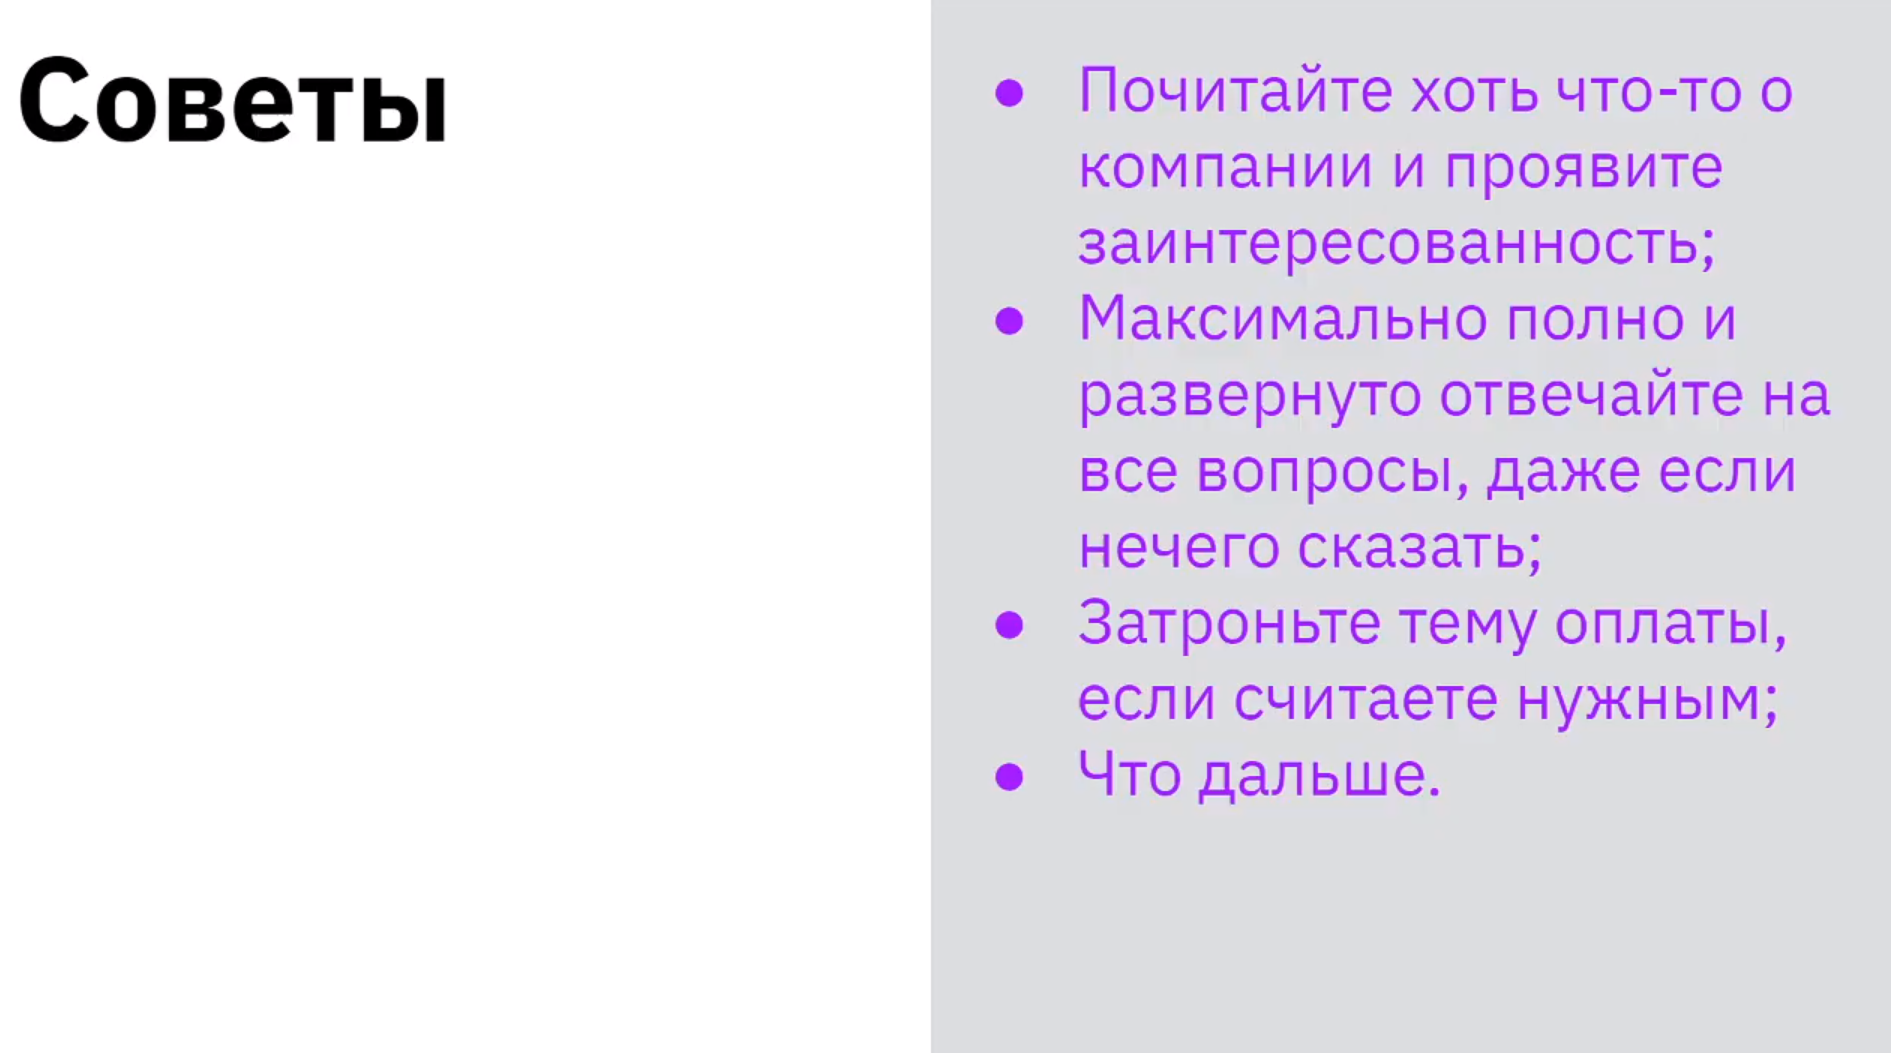 Советы
● Почитайте хоть что-то о
компании и проявите
заинтересованность;
● Максимально полно и
развернуто отвечайте на
все вопросы, даже если
нечего сказать;
● Затроньте тему оплаты,
если считаете нужным;
● Что дальше.